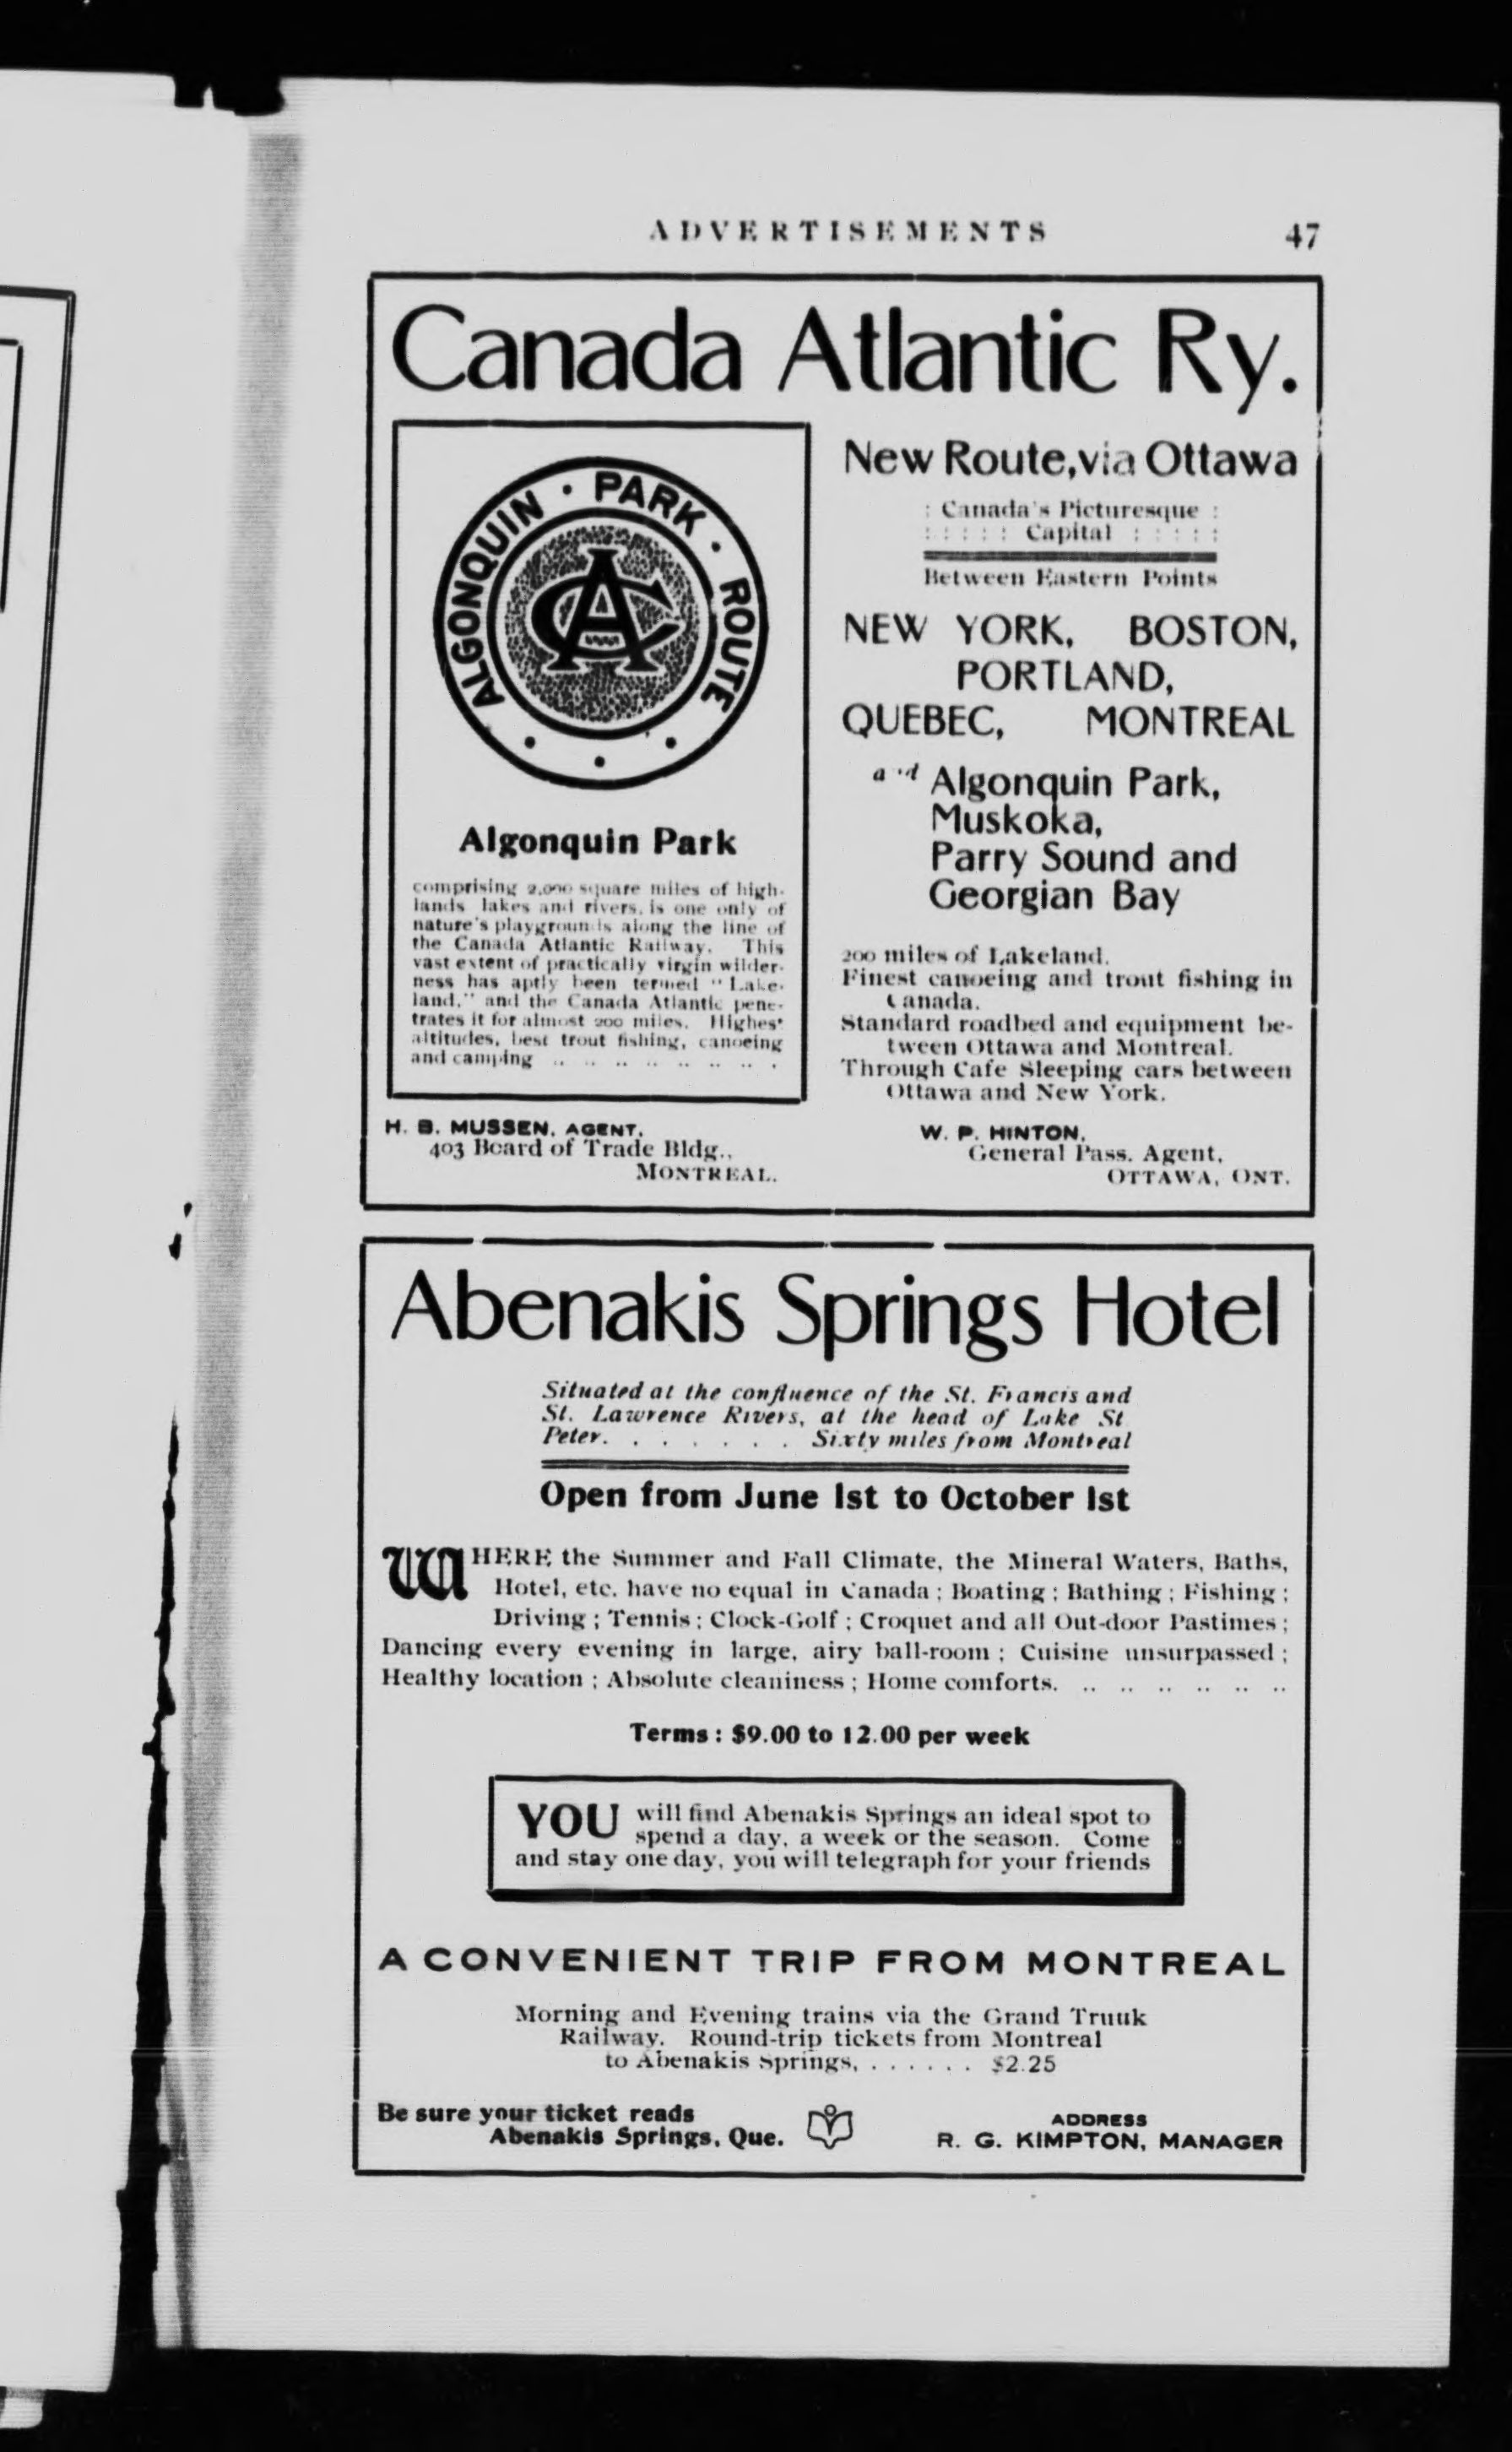 ADVERTISEMENTS 47
Canada Atlantic Ry.
ALGONQUIN · PARK · ROUTE
CA
Algonquin Park
comprising 2,000 square miles of high-
lands lakes and rivers, is one only of
nature's playgrounds along the line of
the Canada Atlantic Railway. This
vast extent of practically virgin wilder-
ness has aptly been termed "Lake-
land," and the Canada Atlantic pene-
trates it for almost 200 miles. Highest
altitudes, best trout fishing, canoeing
and camping .. .. .. .. .. .. .. .
New Route, via Ottawa
: Canada's Picturesque :
: : : : : Capital : : : : :
Between Eastern Points
NEW YORK, BOSTON,
PORTLAND,
QUEBEC, MONTREAL
and Algonquin Park,
Muskoka,
Parry Sound and
Georgian Bay
200 miles of Lakeland.
Finest canoeing and trout fishing in
Canada.
Standard roadbed and equipment be-
tween Ottawa and Montreal.
Through Cafe Sleeping cars between
Ottawa and New York.
H. B. MUSSEN, AGENT,
403 Board of Trade Bldg.,
MONTREAL.
W. P. HINTON,
General Pass. Agent,
OTTAWA, ONT.
Abenakis Springs Hotel
Situated at the confluence of the St. Francis and
St. Lawrence Rivers, at the head of Lake St
Peter. . . . . . . . Sixty miles from Montreal
Open from June 1st to October 1st
WHERE the Summer and Fall Climate, the Mineral Waters, Baths,
Hotel, etc. have no equal in Canada ; Boating ; Bathing ; Fishing ;
Driving ; Tennis ; Clock-Golf ; Croquet and all Out-door Pastimes ;
Dancing every evening in large, airy ball-room ; Cuisine unsurpassed ;
Healthy location ; Absolute cleaniness ; Home comforts. .. .. .. .. .. ..
Terms : $9.00 to 12.00 per week
YOU will find Abenakis Springs an ideal spot to
spend a day, a week or the season. Come
and stay one day, you will telegraph for your friends
A CONVENIENT TRIP FROM MONTREAL
Morning and Evening trains via the Grand Trunk
Railway. Round-trip tickets from Montreal
to Abenakis Springs, . . . . . . $2.25
Be sure your ticket reads
Abenakis Springs, Que.
ADDRESS
R. G. KIMPTON, MANAGER